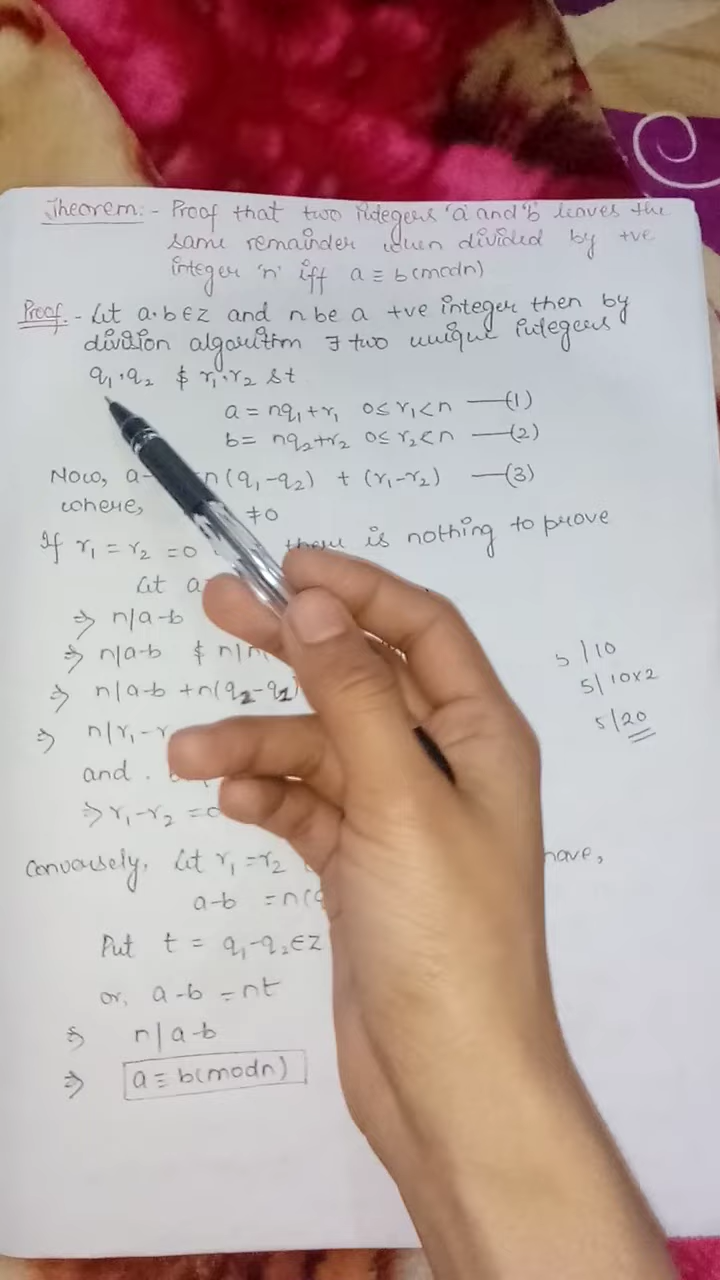 Theorem:- Proof that two integers 'a' and 'b' leaves the
same remainder when divided by +ve
integer 'n' iff a ≡ b(modn)
Proof.- Let a.b∈z and n be a +ve integer then by
division algorithm ∃ two unique integers
q₁.q₂ $ r₁.r₂ st
a = nq₁+r₁ 0≤r₁<n —(1)
b= nq₂+r₂ 0≤r₂<n —(2)
Now, a- n(q₁-q₂) + (r₁-r₂) —(3)
where, ≠0
If r₁ = r₂ =0 there is nothing to prove
Let a
⇒ n/a-b
⇒ n/a-b $ n/n
⇒ n/a-b +n(q₂-q₁)
⇒ n/r₁-r
and .
⇒ r₁-r₂ =0
5/10
5/10x2
5/20
Conversely, Let r₁=r₂ have,
a-b =n(q
Put t = q₁-q₂∈Z
or, a-b =nt
⇒ n/a-b
⇒ a≡b(modn)